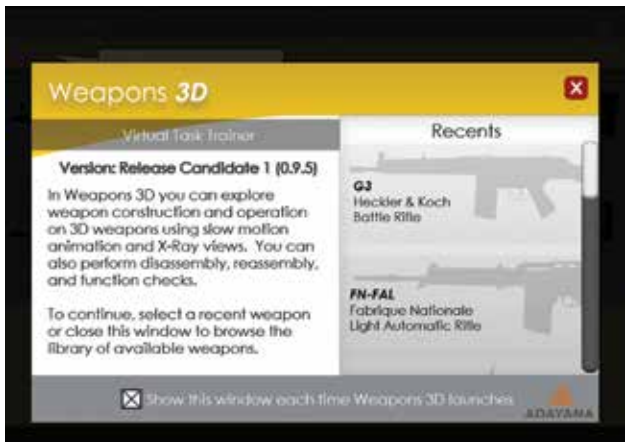 Weapons 3D
Virtual Task Trainer
Version: Release Candidate 1 (0.9.5)
In Weapons 3D you can explore
weapon construction and operation
on 3D weapons using slow motion
animation and X-Ray views. You can
also perform disassembly, reassembly,
and function checks.
To continue, select a recent weapon
or close this window to browse the
library of available weapons.
Recents
G3
Heckler & Koch
Battle Rifle
FN-FAL
Fabrique Nationale
Light Automatic Rifle
Show this window each time Weapons 3D launches
ADAYANA